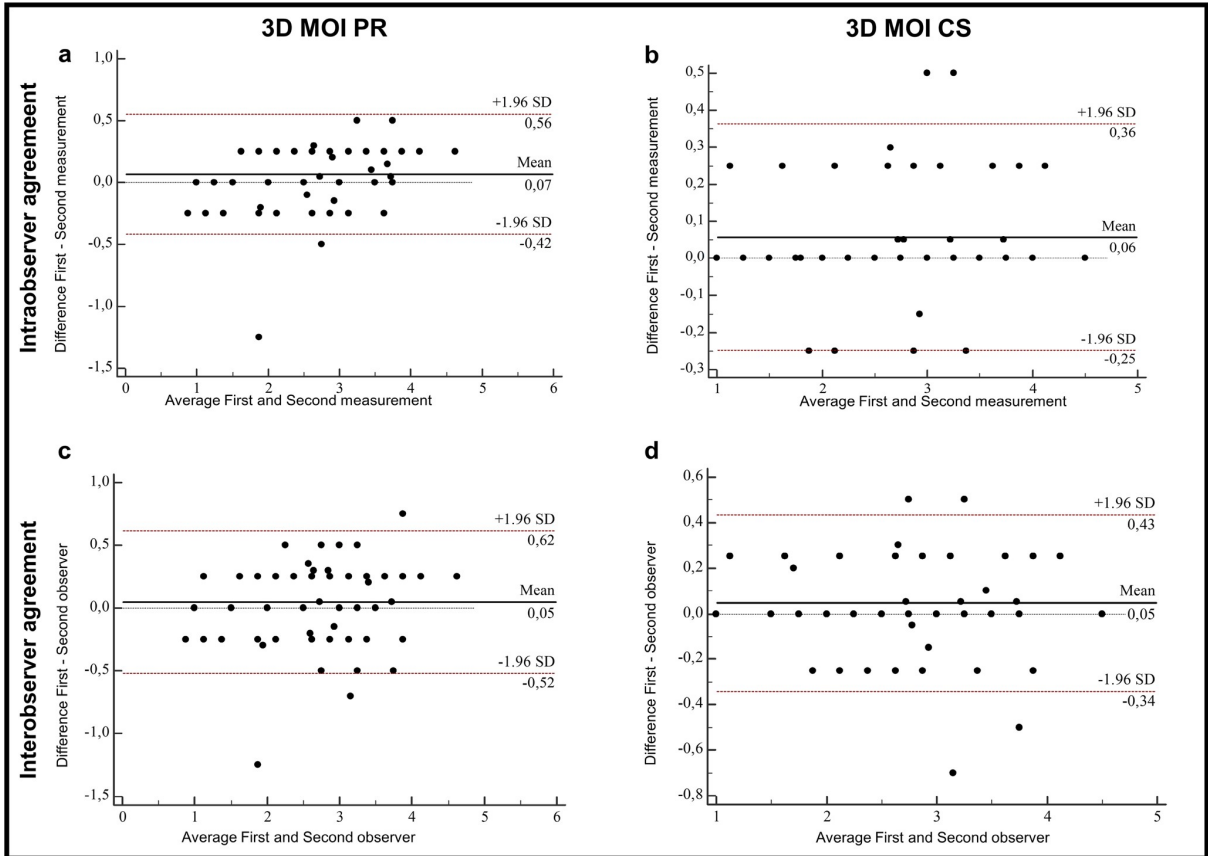 3D MOI PR
3D MOI CS
Intraobserver agreemeent
Interobserver agreement
a
Difference First - Second measurement
1,0
0,5
0,0
-0,5
-1,0
-1,5
+1.96 SD
0,56
Mean
0,07
-1.96 SD
-0,42
0 1 2 3 4 5 6
Average First and Second measurement
b
Difference First - Second measurement
0,5
0,4
0,3
0,2
0,1
0,0
-0,1
-0,2
-0,3
+1.96 SD
0,36
Mean
0,06
-1.96 SD
-0,25
1 2 3 4 5
Average First and Second measurement
c
Difference First - Second observer
1,0
0,5
0,0
-0,5
-1,0
-1,5
+1.96 SD
0,62
Mean
0,05
-1.96 SD
-0,52
0 1 2 3 4 5 6
Average First and Second observer
d
Difference First - Second observer
0,6
0,4
0,2
0,0
-0,2
-0,4
-0,6
-0,8
+1.96 SD
0,43
Mean
0,05
-1.96 SD
-0,34
1 2 3 4 5
Average First and Second observer